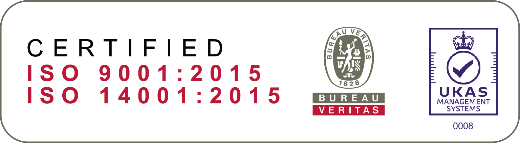 CERTIFIED
ISO 9001:2015
ISO 14001:2015
BUREAU VERITAS
1828
BUREAU
VERITAS
UKAS
MANAGEMENT
SYSTEMS
0008